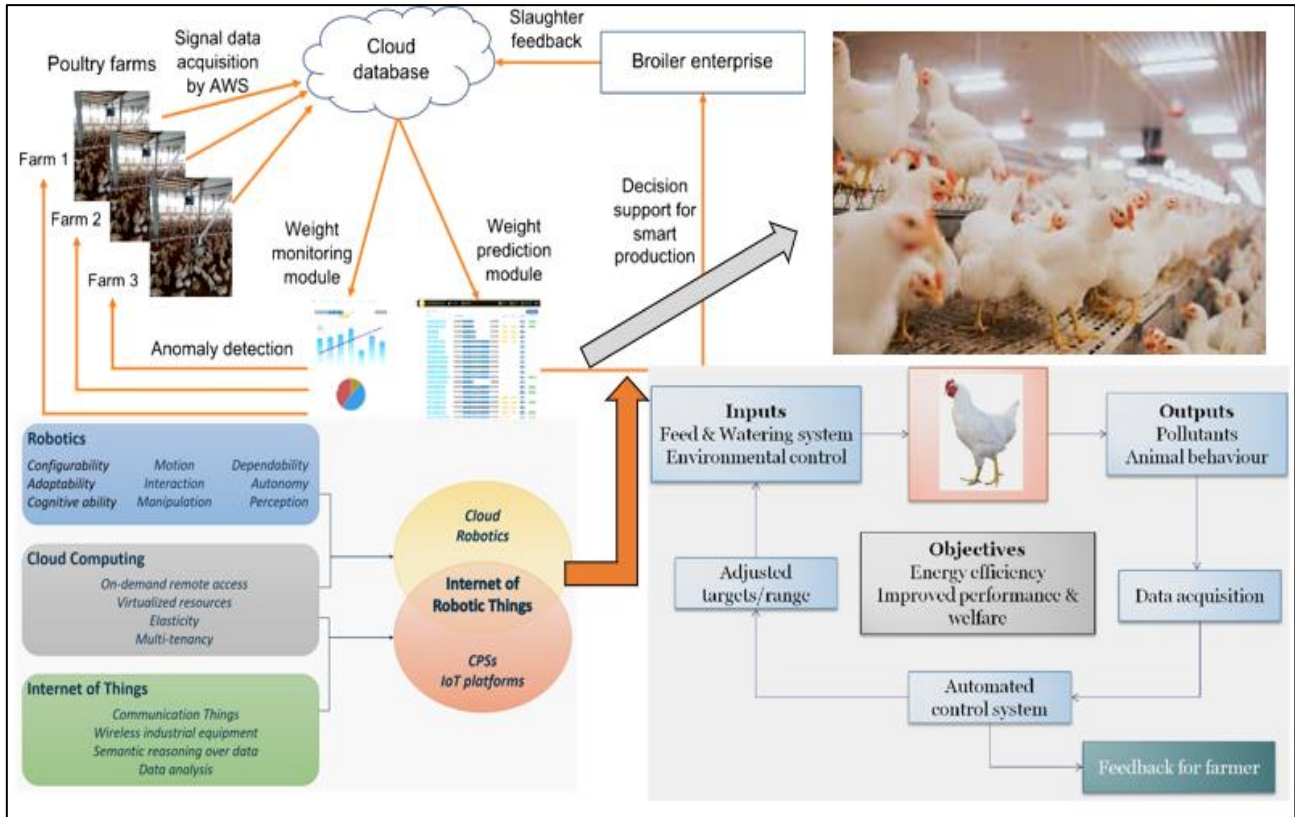 Poultry farms
Signal data
acquisition
by AWS
Cloud
database
Slaughter
feedback
Broiler enterprise
Farm 1
Farm 2
Farm 3
Weight
monitoring
module
Weight
prediction
module
Decision
support for
smart
production
Anomaly detection
Robotics
Configurability Motion Dependability
Adaptability Interaction Autonomy
Cognitive ability Manipulation Perception
Cloud Computing
On-demand remote access
Virtualized resources
Elasticity
Multi-tenancy
Internet of Things
Communication Things
Wireless industrial equipment
Semantic reasoning over data
Data analysis
Cloud
Robotics
Internet of
Robotic Things
CPSs
IoT platforms
Inputs
Feed & Watering system
Environmental control
Outputs
Pollutants
Animal behaviour
Objectives
Energy efficiency
Improved performance &
welfare
Adjusted
targets/range
Data acquisition
Automated
control system
Feedback for farmer